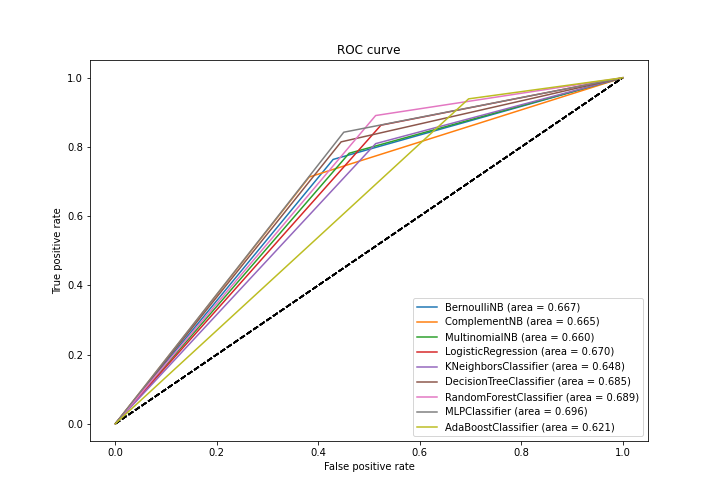 ROC curve
1.0
0.8
0.6
0.4
0.2
0.0
True positive rate
BernoulliNB (area = 0.667)
ComplementNB (area = 0.665)
MultinomialNB (area = 0.660)
LogisticRegression (area = 0.670)
KNeighborsClassifier (area = 0.648)
DecisionTreeClassifier (area = 0.685)
RandomForestClassifier (area = 0.689)
MLPClassifier (area = 0.696)
AdaBoostClassifier (area = 0.621)
0.0 0.2 0.4 0.6 0.8 1.0
False positive rate